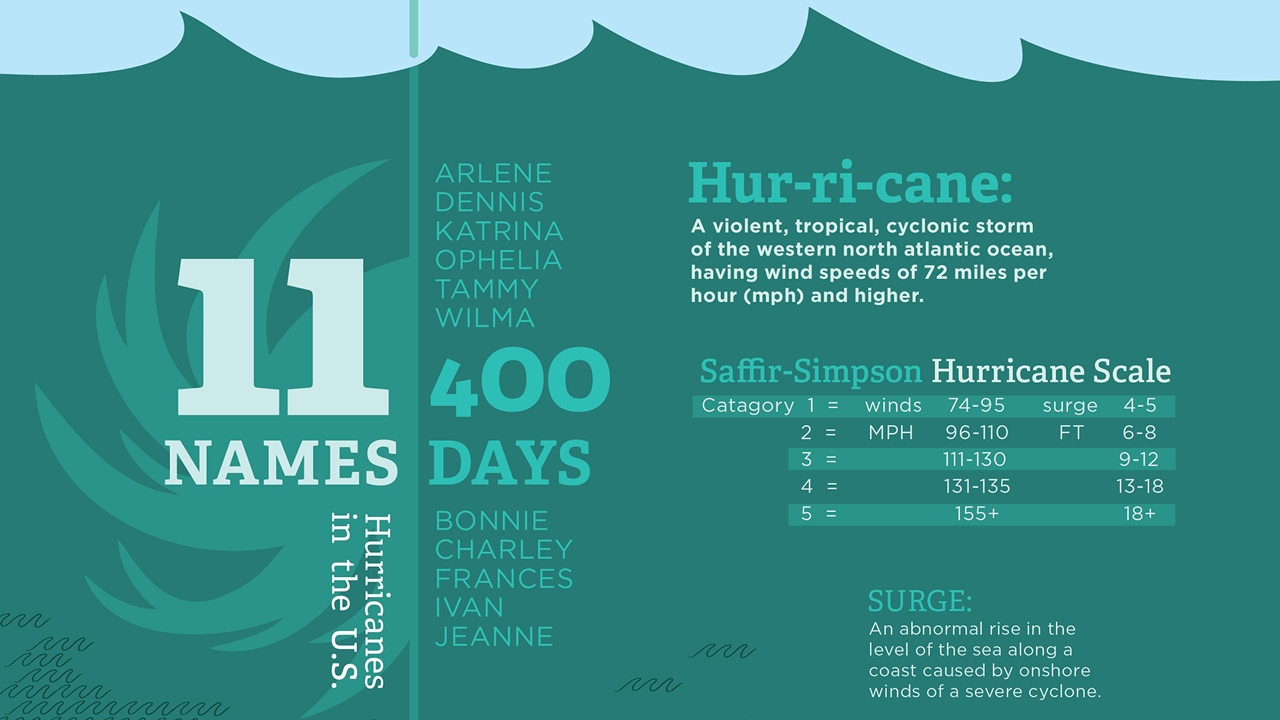 11
NAMES
Hurricanes
in the U.S.
ARLENE
DENNIS
KATRINA
OPHELIA
TAMMY
WILMA
400
DAYS
BONNIE
CHARLEY
FRANCES
IVAN
JEANNE
Hur-ri-cane:
A violent, tropical, cyclonic storm
of the western north atlantic ocean,
having wind speeds of 72 miles per
hour (mph) and higher.
Saffir-Simpson Hurricane Scale
Catagory 1 = winds 74-95 surge 4-5
2 = MPH 96-110 FT 6-8
3 = 111-130 9-12
4 = 131-135 13-18
5 = 155+ 18+
SURGE:
An abnormal rise in the
level of the sea along a
coast caused by onshore
winds of a severe cyclone.